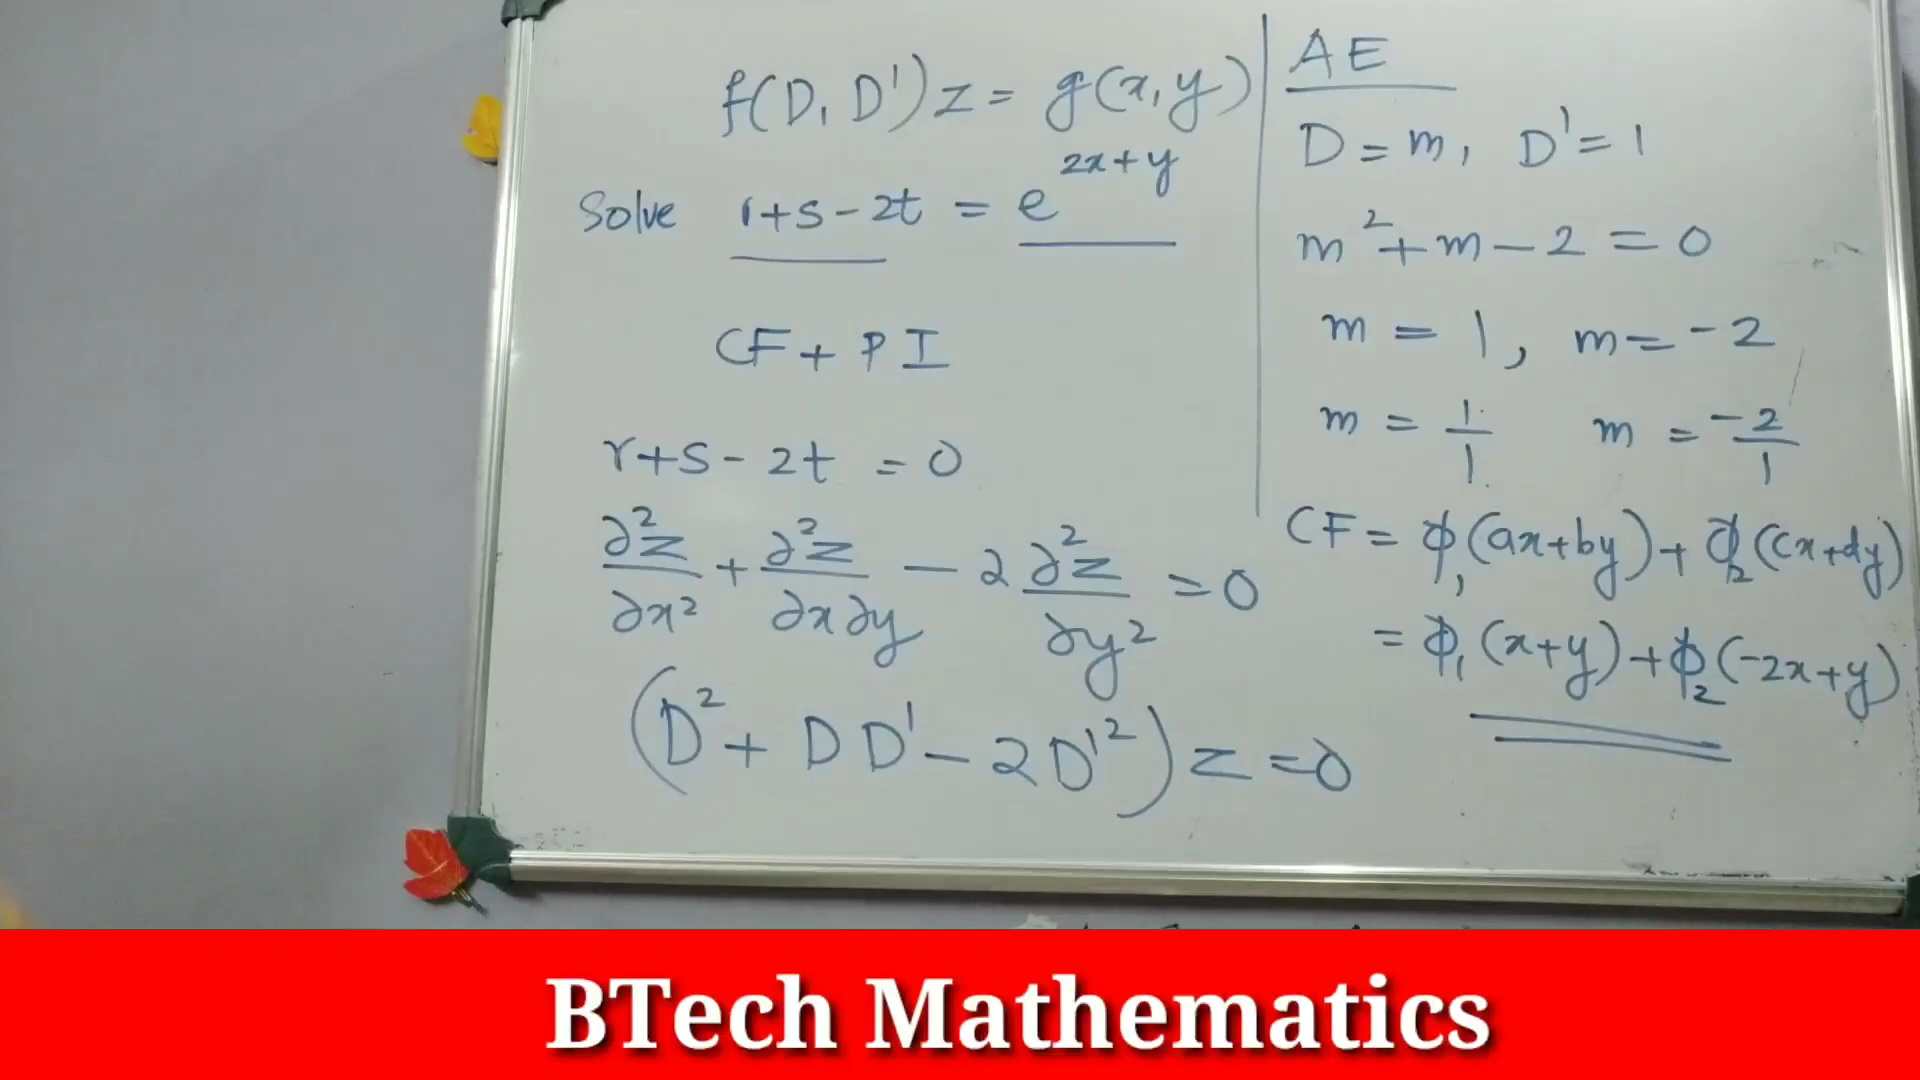 f(D, D')z = g(x,y)
Solve r+s-2t = e^{2x+y}
CF + PI
r+s-2t = 0
∂²z/∂x² + ∂²z/∂x∂y - 2 ∂²z/∂y² = 0
(D² + DD' - 2D'²)z = 0
AE
D = m, D' = 1
m² + m - 2 = 0
m = 1, m = -2
m = 1/1 m = -2/1
CF = ϕ₁(ax+by) + ϕ₂(cx+dy)
= ϕ₁(x+y) + ϕ₂(-2x+y)
BTech Mathematics